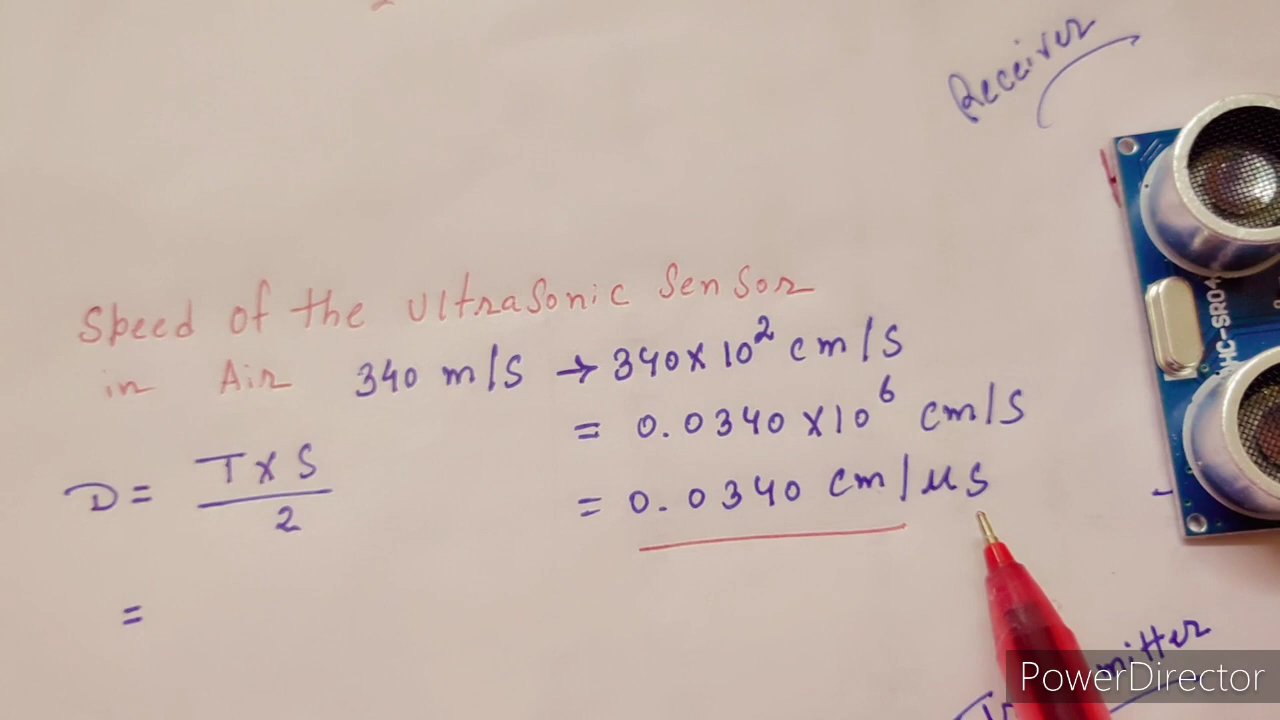 Receiver
HC-SR04
Speed of the Ultrasonic Sensor
in Air 340 m/s → 340×10² cm/s
= 0.0340 ×10⁶ cm/s
D = T × S / 2
= 0.0340 cm/μs
=
PowerDirector